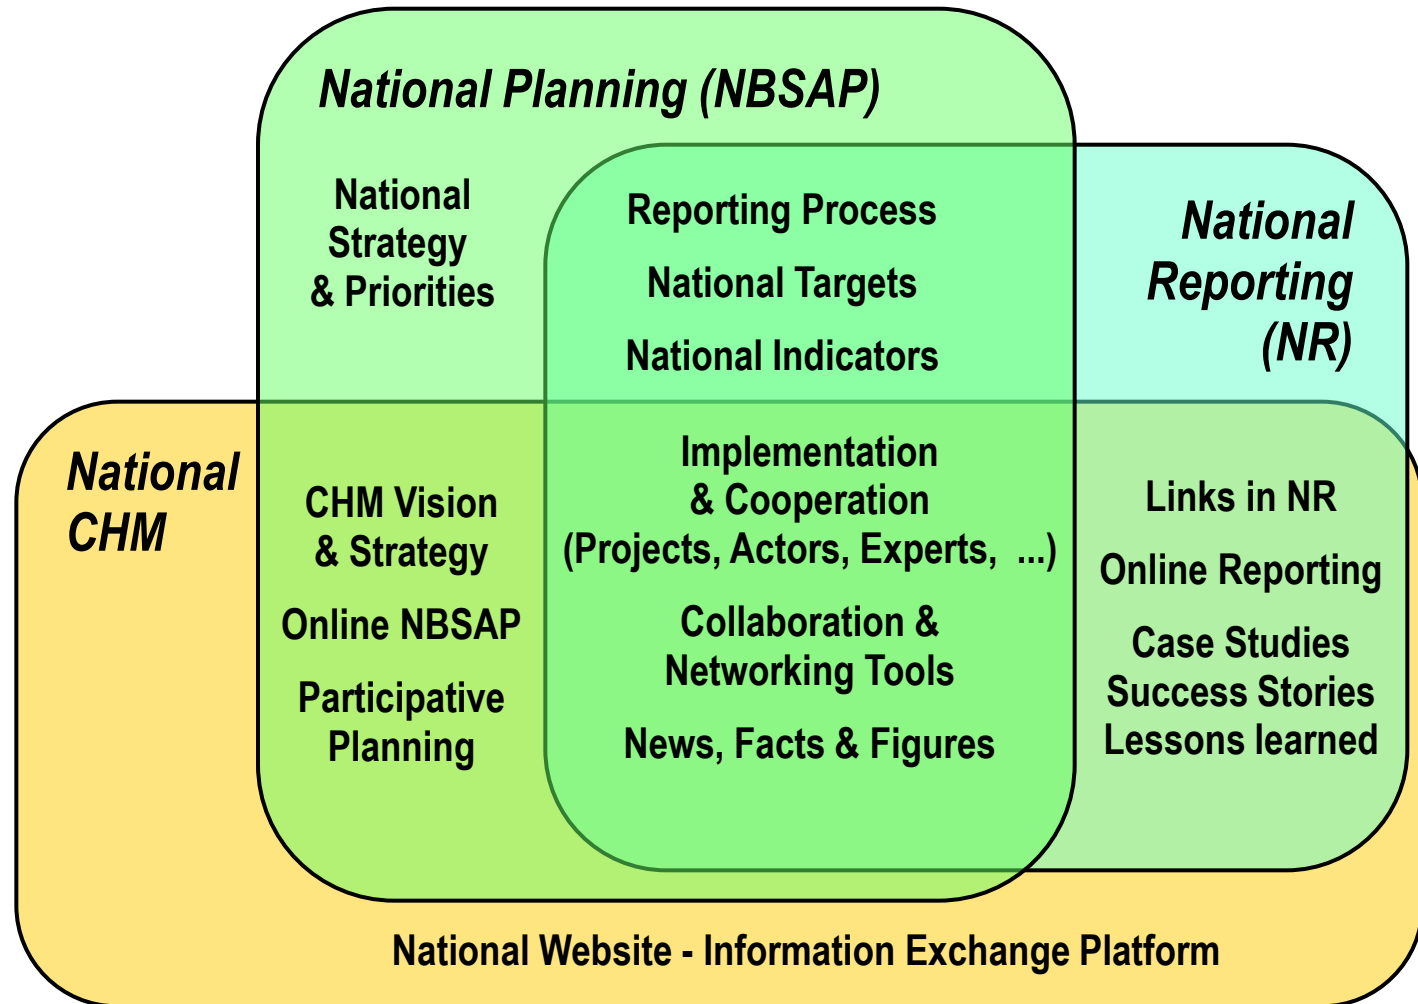 National Planning (NBSAP)
National
Strategy
& Priorities
Reporting Process
National Targets
National Indicators
National
Reporting
(NR)
National
CHM
CHM Vision
& Strategy
Online NBSAP
Participative
Planning
Implementation
& Cooperation
(Projects, Actors, Experts, ...)
Collaboration &
Networking Tools
News, Facts & Figures
Links in NR
Online Reporting
Case Studies
Success Stories
Lessons learned
National Website - Information Exchange Platform